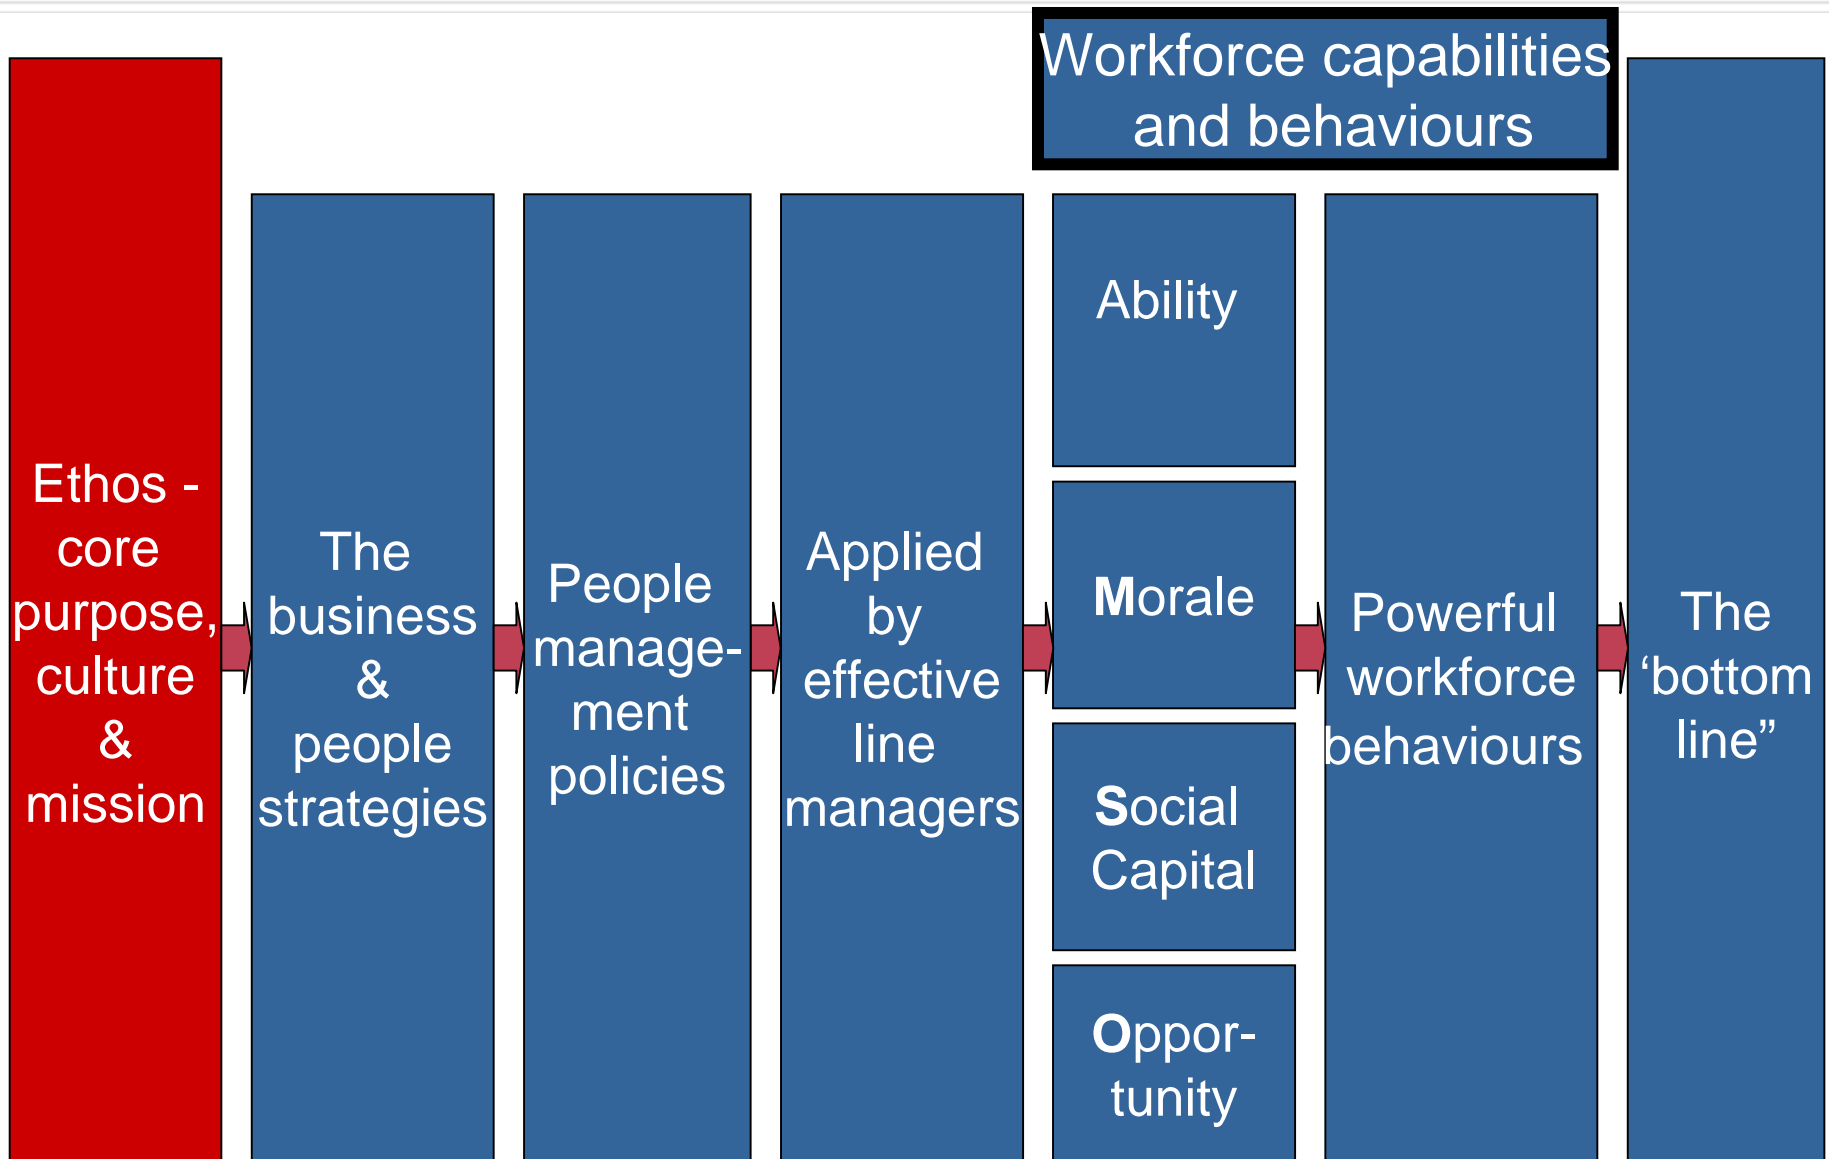 Workforce capabilities
and behaviours
Ethos -
core
purpose,
culture
&
mission
The
business
&
people
strategies
People
manage-
ment
policies
Applied
by
effective
line
managers
Ability
Morale
Social
Capital
Oppor-
tunity
Powerful
workforce
behaviours
The
‘bottom
line”